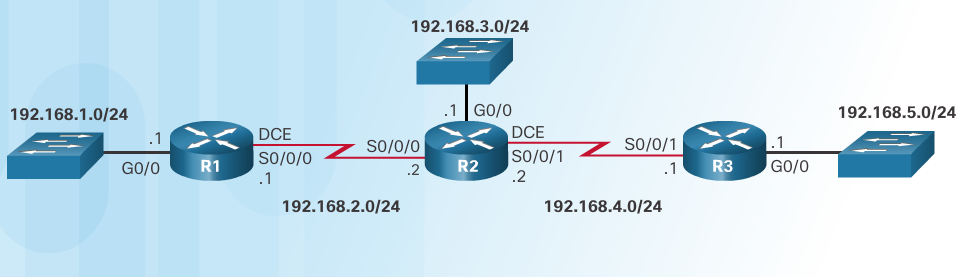 192.168.3.0/24
192.168.1.0/24
192.168.5.0/24
.1
G0/0
.1
DCE
S0/0/0
DCE
S0/0/1
.1
G0/0
R1
S0/0/0
.1
.2
R2
S0/0/1
.2
.1
R3
G0/0
192.168.2.0/24
192.168.4.0/24